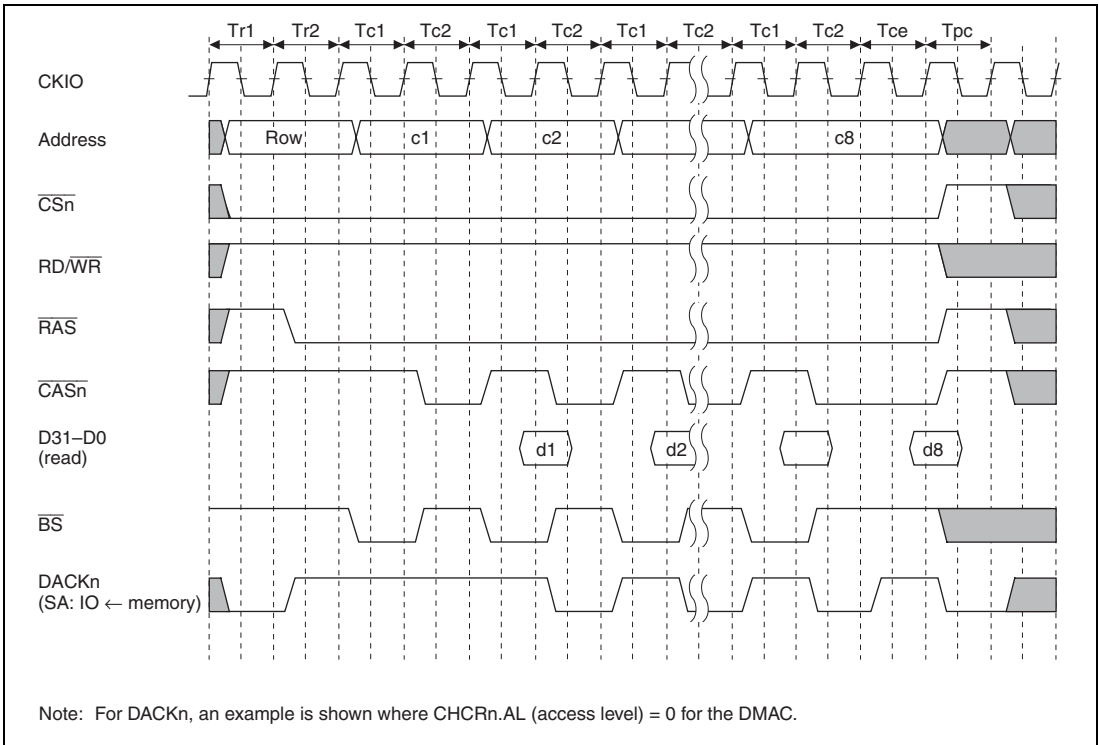 Tr1 Tr2 Tc1 Tc2 Tc1 Tc2 Tc1 Tc2 Tc1 Tc2 Tce Tpc
CKIO
Address Row c1 c2 c8
CSn
RD/WR
RAS
CASn
D31–D0
(read) d1 d2 d8
BS
DACKn
(SA: IO ← memory)
Note: For DACKn, an example is shown where CHCRn.AL (access level) = 0 for the DMAC.